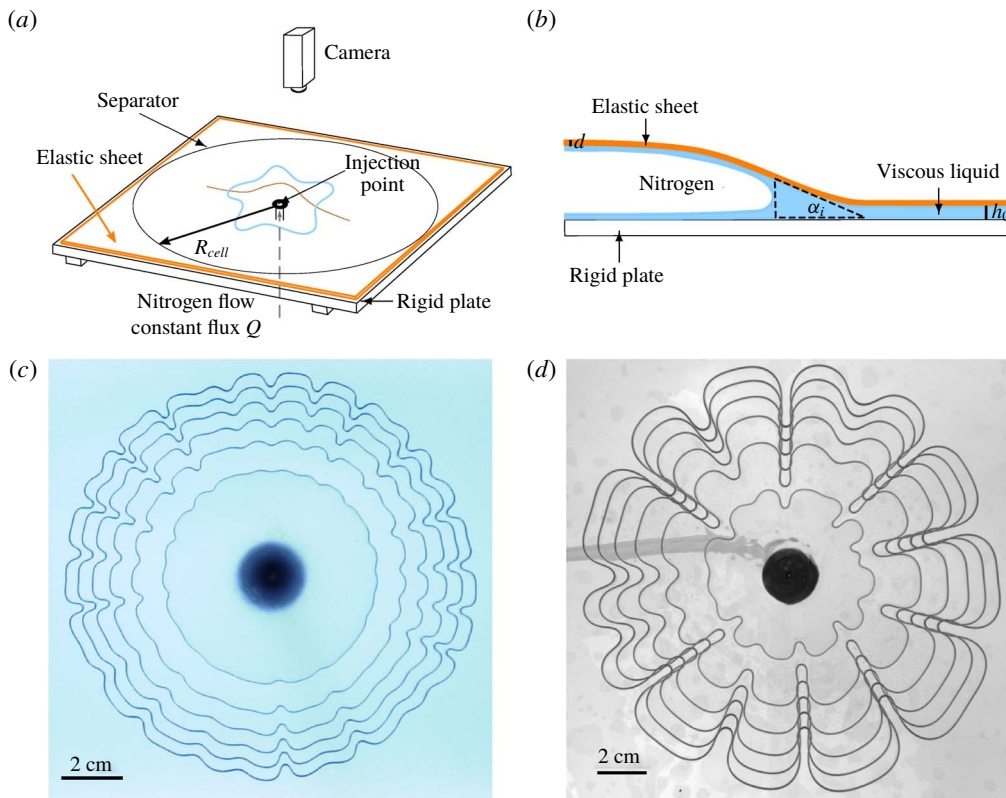 (a)
Camera
Separator
Elastic sheet
Injection
point
R_cell
Rigid plate
Nitrogen flow
constant flux Q
(b)
Elastic sheet
d
Nitrogen
Viscous liquid
α_i
h_0
Rigid plate
(c)
2 cm
(d)
2 cm